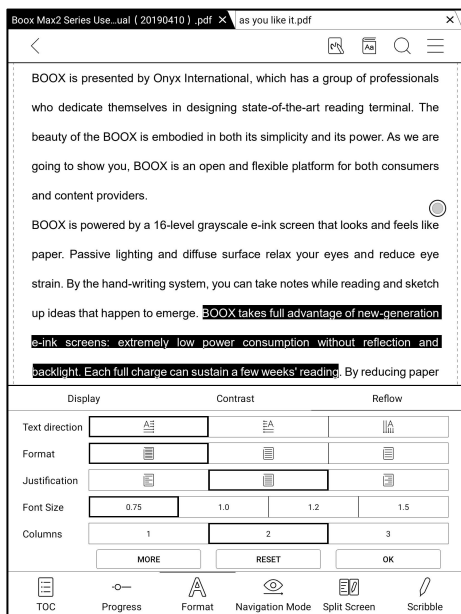 Boox Max2 Series Use...ual ( 20190410 ) .pdf ✕ as you like it.pdf ✕
Aa
BOOX is presented by Onyx International, which has a group of professionals
who dedicate themselves in designing state-of-the-art reading terminal. The
beauty of the BOOX is embodied in both its simplicity and its power. As we are
going to show you, BOOX is an open and flexible platform for both consumers
and content providers.
BOOX is powered by a 16-level grayscale e-ink screen that looks and feels like
paper. Passive lighting and diffuse surface relax your eyes and reduce eye
strain. By the hand-writing system, you can take notes while reading and sketch
up ideas that happen to emerge. BOOX takes full advantage of new-generation
e-ink screens: extremely low power consumption without reflection and
backlight. Each full charge can sustain a few weeks' reading. By reducing paper
Display Contrast Reflow
Text direction A A A
Format
Justification
Font Size 0.75 1.0 1.2 1.5
Columns 1 2 3
MORE RESET OK
TOC Progress Format Navigation Mode Split Screen Scribble